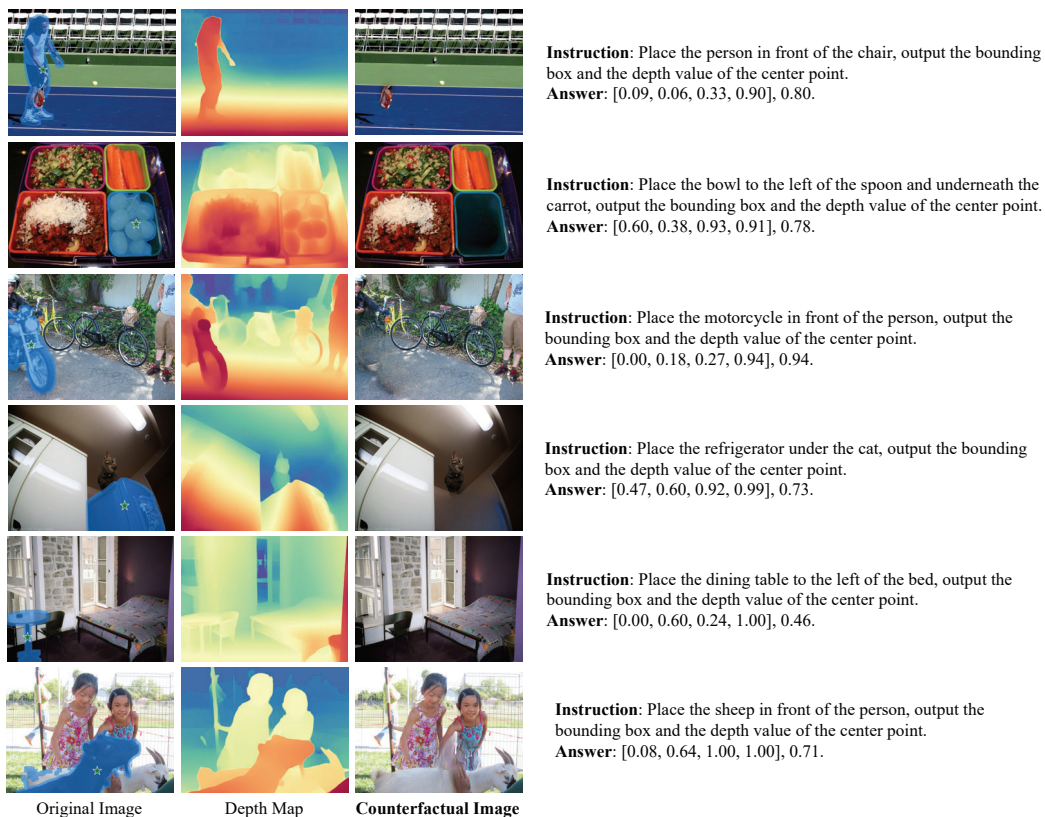 Instruction: Place the person in front of the chair, output the bounding
box and the depth value of the center point.
Answer: [0.09, 0.06, 0.33, 0.90], 0.80.
Instruction: Place the bowl to the left of the spoon and underneath the
carrot, output the bounding box and the depth value of the center point.
Answer: [0.60, 0.38, 0.93, 0.91], 0.78.
Instruction: Place the motorcycle in front of the person, output the
bounding box and the depth value of the center point.
Answer: [0.00, 0.18, 0.27, 0.94], 0.94.
Instruction: Place the refrigerator under the cat, output the bounding
box and the depth value of the center point.
Answer: [0.47, 0.60, 0.92, 0.99], 0.73.
Instruction: Place the dining table to the left of the bed, output the
bounding box and the depth value of the center point.
Answer: [0.00, 0.60, 0.24, 1.00], 0.46.
Instruction: Place the sheep in front of the person, output the
bounding box and the depth value of the center point.
Answer: [0.08, 0.64, 1.00, 1.00], 0.71.
Original Image
Depth Map
Counterfactual Image